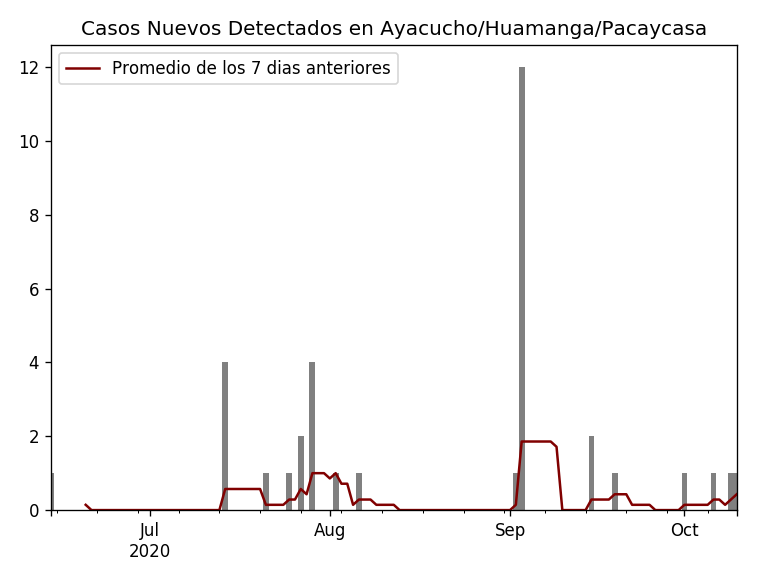 Casos Nuevos Detectados en Ayacucho/Huamanga/Pacaycasa
Promedio de los 7 dias anteriores
12
10
8
6
4
2
0
Jul Aug Sep Oct
2020